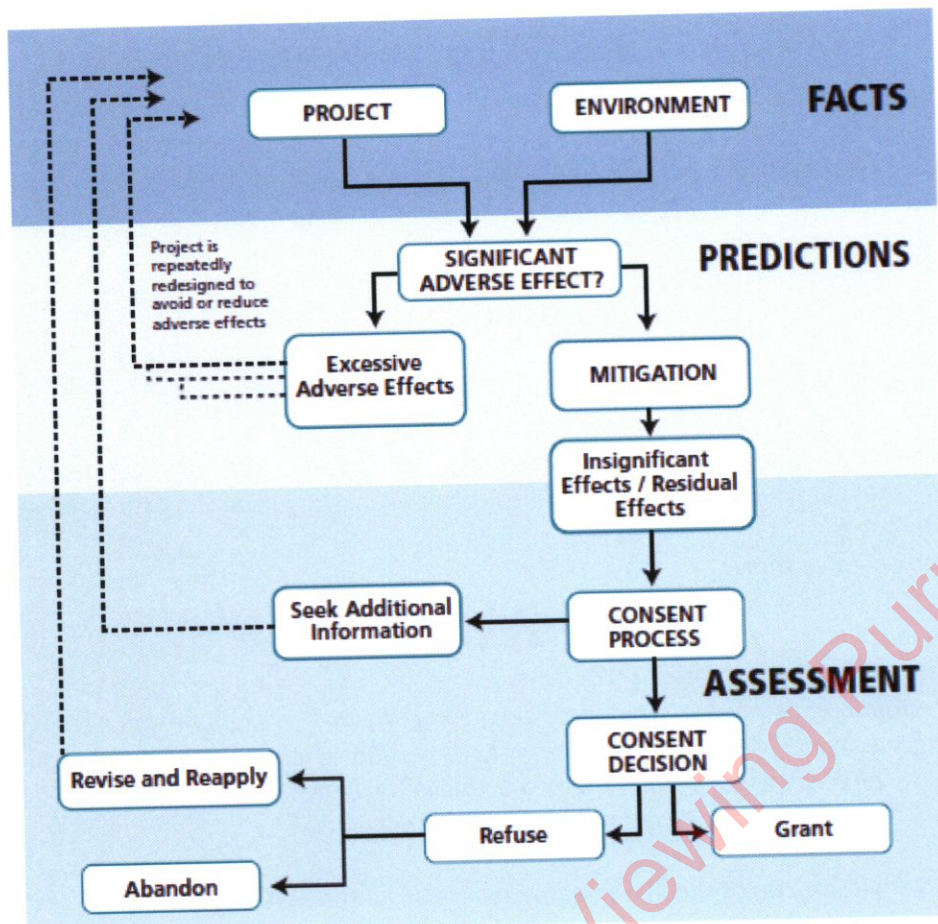 PROJECT
ENVIRONMENT
FACTS
Project is
repeatedly
redesigned to
avoid or reduce
adverse effects
SIGNIFICANT
ADVERSE EFFECT?
PREDICTIONS
Excessive
Adverse Effects
MITIGATION
Insignificant
Effects / Residual
Effects
Seek Additional
Information
CONSENT
PROCESS
ASSESSMENT
CONSENT
DECISION
Revise and Reapply
Refuse
Grant
Abandon
Viewing